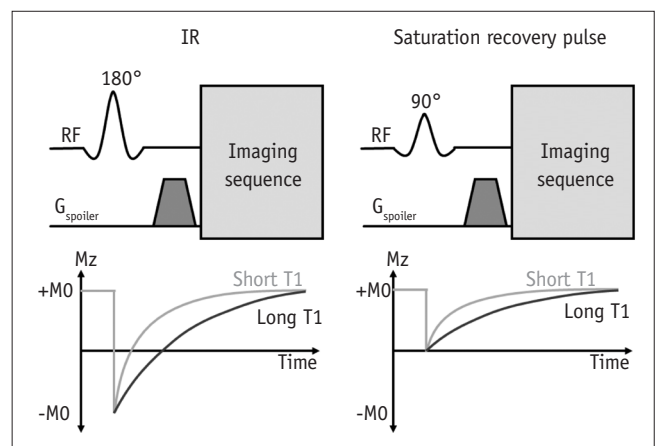 IR
180°
RF
Imaging
sequence
Gspoiler
Mz
+M0
Short T1
Long T1
Time
-M0
Saturation recovery pulse
90°
RF
Imaging
sequence
Gspoiler
Mz
+M0
Short T1
Long T1
Time
-M0